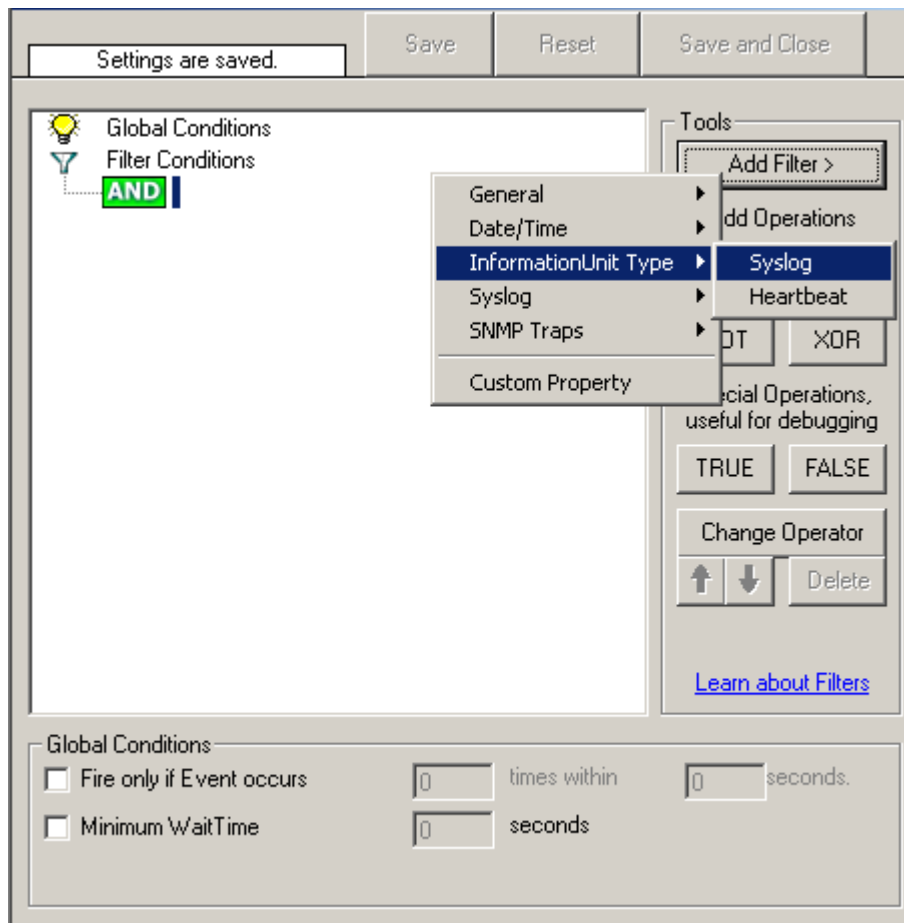 Settings are saved.
Save
Reset
Save and Close
Global Conditions
Filter Conditions
AND
Tools
Add Filter >
General
Date/Time
InformationUnit Type
Syslog
SNMP Traps
Custom Property
Syslog
Heartbeat
Operations
XOR
Operations,
useful for debugging
TRUE
FALSE
Change Operator
Delete
Learn about Filters
Global Conditions
Fire only if Event occurs
0
times within
0
seconds.
Minimum WaitTime
0
seconds